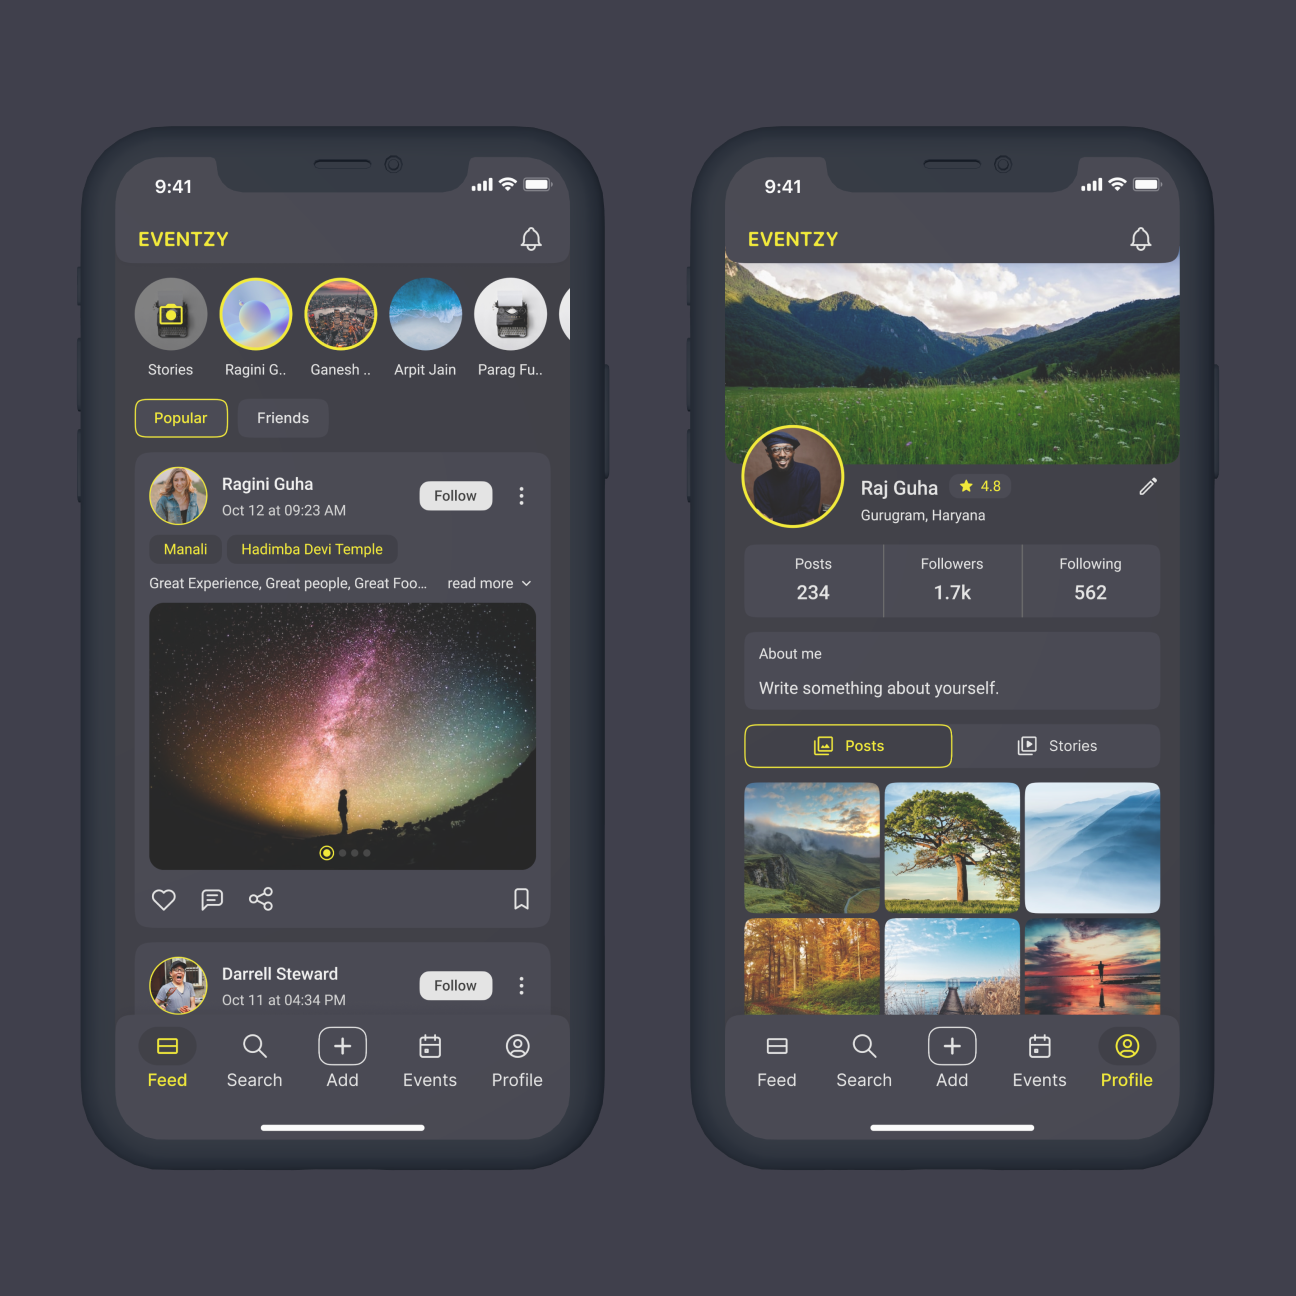 9:41
EVENTZY
Stories Ragini G.. Ganesh .. Arpit Jain Parag Fu..
Popular Friends
Ragini Guha
Follow
Oct 12 at 09:23 AM
Manali Hadimba Devi Temple
Great Experience, Great people, Great Foo... read more
Darrell Steward
Follow
Oct 11 at 04:34 PM
Feed Search Add Events Profile
9:41
EVENTZY
Raj Guha 4.8
Gurugram, Haryana
Posts Followers Following
234 1.7k 562
About me
Write something about yourself.
Posts Stories
Feed Search Add Events Profile